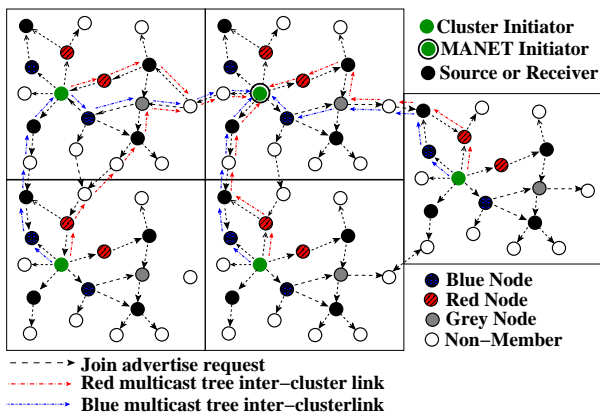 Cluster Initiator
MANET Initiator
Source or Receiver
Blue Node
Red Node
Grey Node
Non−Member
Join advertise request
Red multicast tree inter−cluster link
Blue multicast tree inter−clusterlink